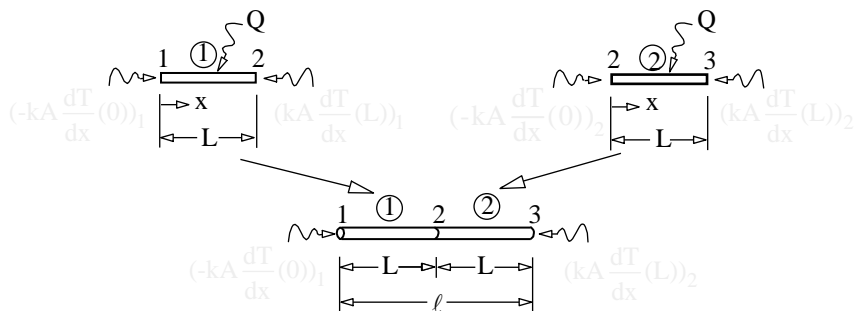 Q
1 ① 2
x
L
(-kA dT/dx (0))₁
(kA dT/dx (L))₁
Q
2 ② 3
x
L
(-kA dT/dx (0))₂
(kA dT/dx (L))₂
1 ① 2 ② 3
L L
ℓ
(-kA dT/dx (0))₁
(kA dT/dx (L))₂